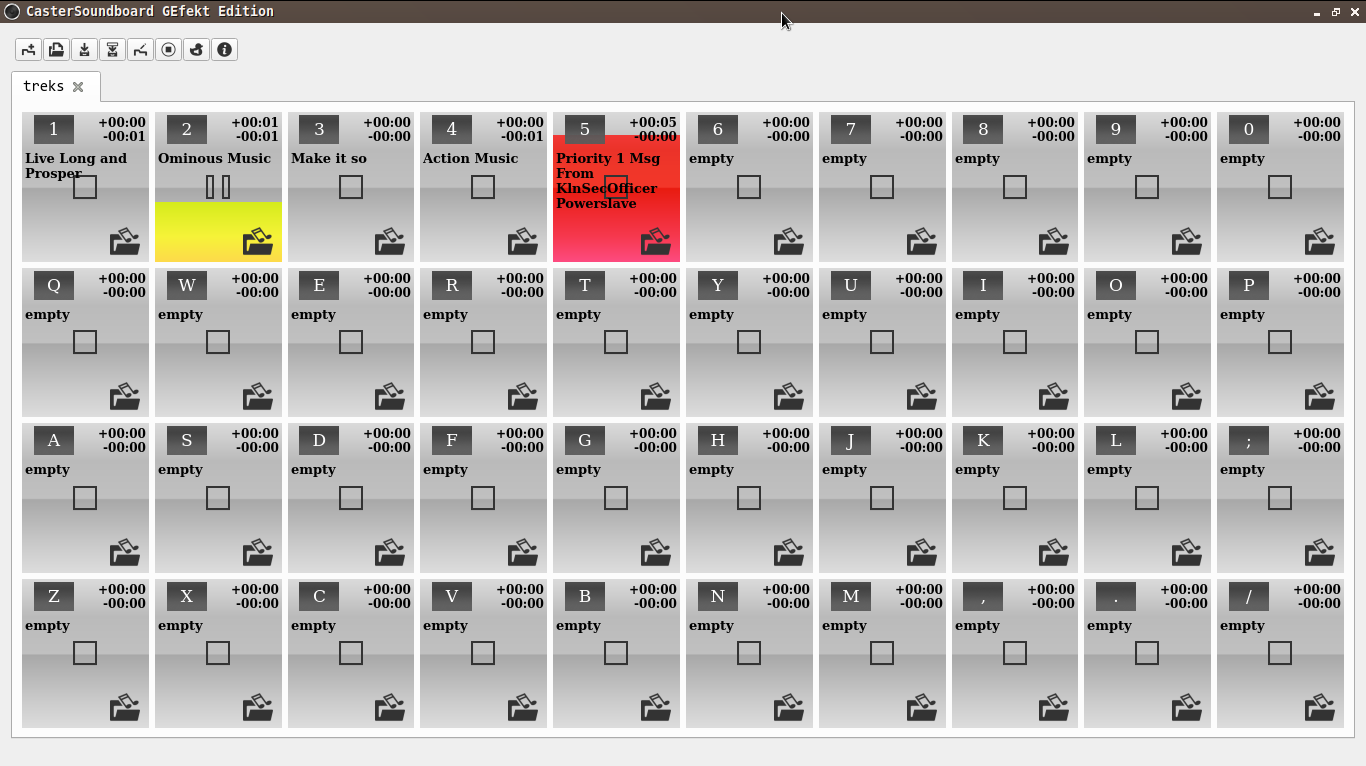 CasterSoundboard GEfekt Edition
treks
1 +00:00
-00:01
Live Long and
Prosper
2 +00:01
-00:01
Ominous Music
3 +00:00
-00:00
Make it so
4 +00:00
-00:01
Action Music
5 +00:05
-00:00
Priority 1 Msg
From
KlnSecOfficer
Powerslave
6 +00:00
-00:00
empty
7 +00:00
-00:00
empty
8 +00:00
-00:00
empty
9 +00:00
-00:00
empty
0 +00:00
-00:00
empty
Q +00:00
-00:00
empty
W +00:00
-00:00
empty
E +00:00
-00:00
empty
R +00:00
-00:00
empty
T +00:00
-00:00
empty
Y +00:00
-00:00
empty
U +00:00
-00:00
empty
I +00:00
-00:00
empty
O +00:00
-00:00
empty
P +00:00
-00:00
empty
A +00:00
-00:00
empty
S +00:00
-00:00
empty
D +00:00
-00:00
empty
F +00:00
-00:00
empty
G +00:00
-00:00
empty
H +00:00
-00:00
empty
J +00:00
-00:00
empty
K +00:00
-00:00
empty
L +00:00
-00:00
empty
; +00:00
-00:00
empty
Z +00:00
-00:00
empty
X +00:00
-00:00
empty
C +00:00
-00:00
empty
V +00:00
-00:00
empty
B +00:00
-00:00
empty
N +00:00
-00:00
empty
M +00:00
-00:00
empty
, +00:00
-00:00
empty
. +00:00
-00:00
empty
/ +00:00
-00:00
empty